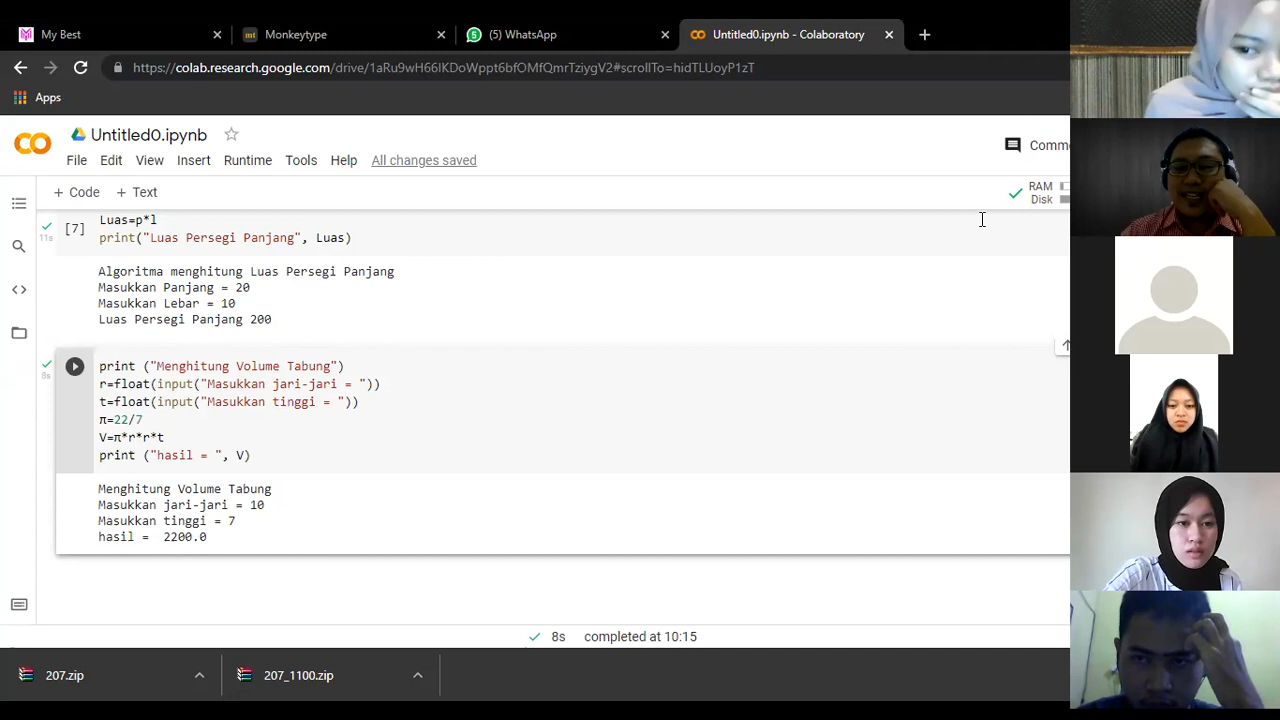 My Best
Monkeytype
(5) WhatsApp
Untitled0.ipynb - Colaboratory
https://colab.research.google.com/drive/1aRu9wH66IKDoWppt6bfOMfQmrTziygV2#scrollTo=hidTLUoyP1zT
Apps
Untitled0.ipynb
Comme
File Edit View Insert Runtime Tools Help All changes saved
+ Code + Text
RAM
Disk
[7]
11s
Luas=p*l
print("Luas Persegi Panjang", Luas)
Algoritma menghitung Luas Persegi Panjang
Masukkan Panjang = 20
Masukkan Lebar = 10
Luas Persegi Panjang 200
8s
print ("Menghitung Volume Tabung")
r=float(input("Masukkan jari-jari = "))
t=float(input("Masukkan tinggi = "))
π=22/7
V=π*r*r*t
print ("hasil = ", V)
Menghitung Volume Tabung
Masukkan jari-jari = 10
Masukkan tinggi = 7
hasil =  2200.0
8s completed at 10:15
207.zip
207_1100.zip